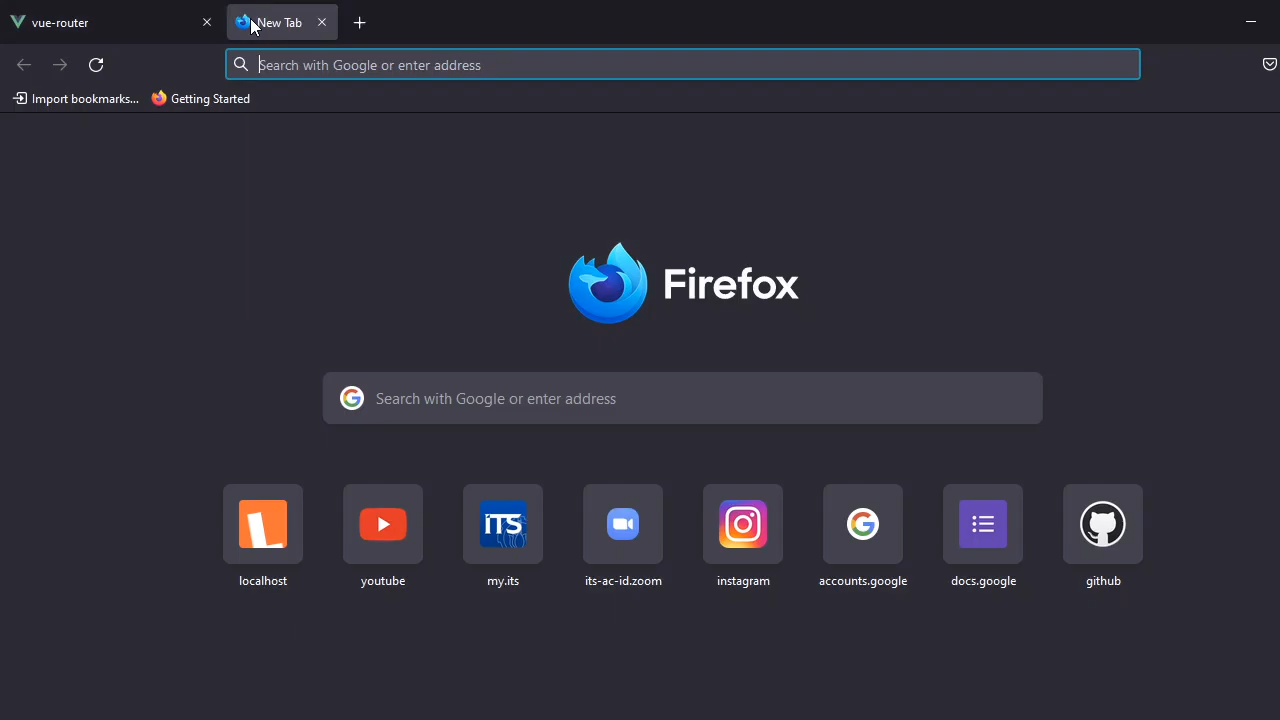 vue-router
New Tab
Search with Google or enter address
Import bookmarks...
Getting Started
Firefox
Search with Google or enter address
iTS
localhost
youtube
my.its
its-ac-id.zoom
instagram
accounts.google
docs.google
github